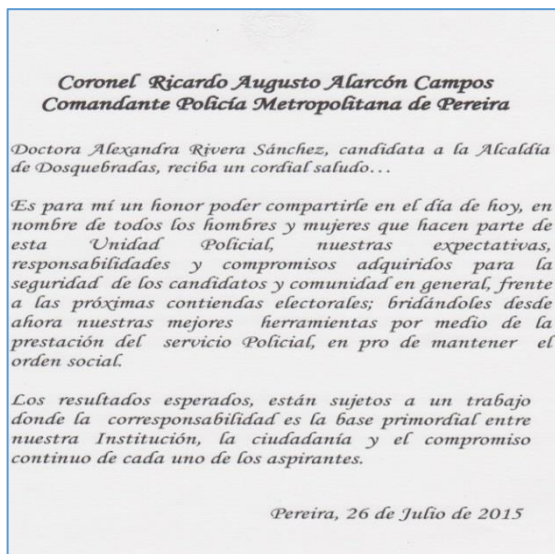 Coronel Ricardo Augusto Alarcón Campos
Comandante Policía Metropolitana de Pereira
Doctora Alexandra Rivera Sánchez, candidata a la Alcaldía
de Dosquebradas, reciba un cordial saludo…
Es para mí un honor poder compartirle en el día de hoy, en
nombre de todos los hombres y mujeres que hacen parte de
esta Unidad Policial, nuestras expectativas,
responsabilidades y compromisos adquiridos para la
seguridad de los candidatos y comunidad en general, frente
a las próximas contiendas electorales; bridándoles desde
ahora nuestras mejores herramientas por medio de la
prestación del servicio Policial, en pro de mantener el
orden social.
Los resultados esperados, están sujetos a un trabajo
donde la corresponsabilidad es la base primordial entre
nuestra Institución, la ciudadanía y el compromiso
continuo de cada uno de los aspirantes.
Pereira, 26 de Julio de 2015